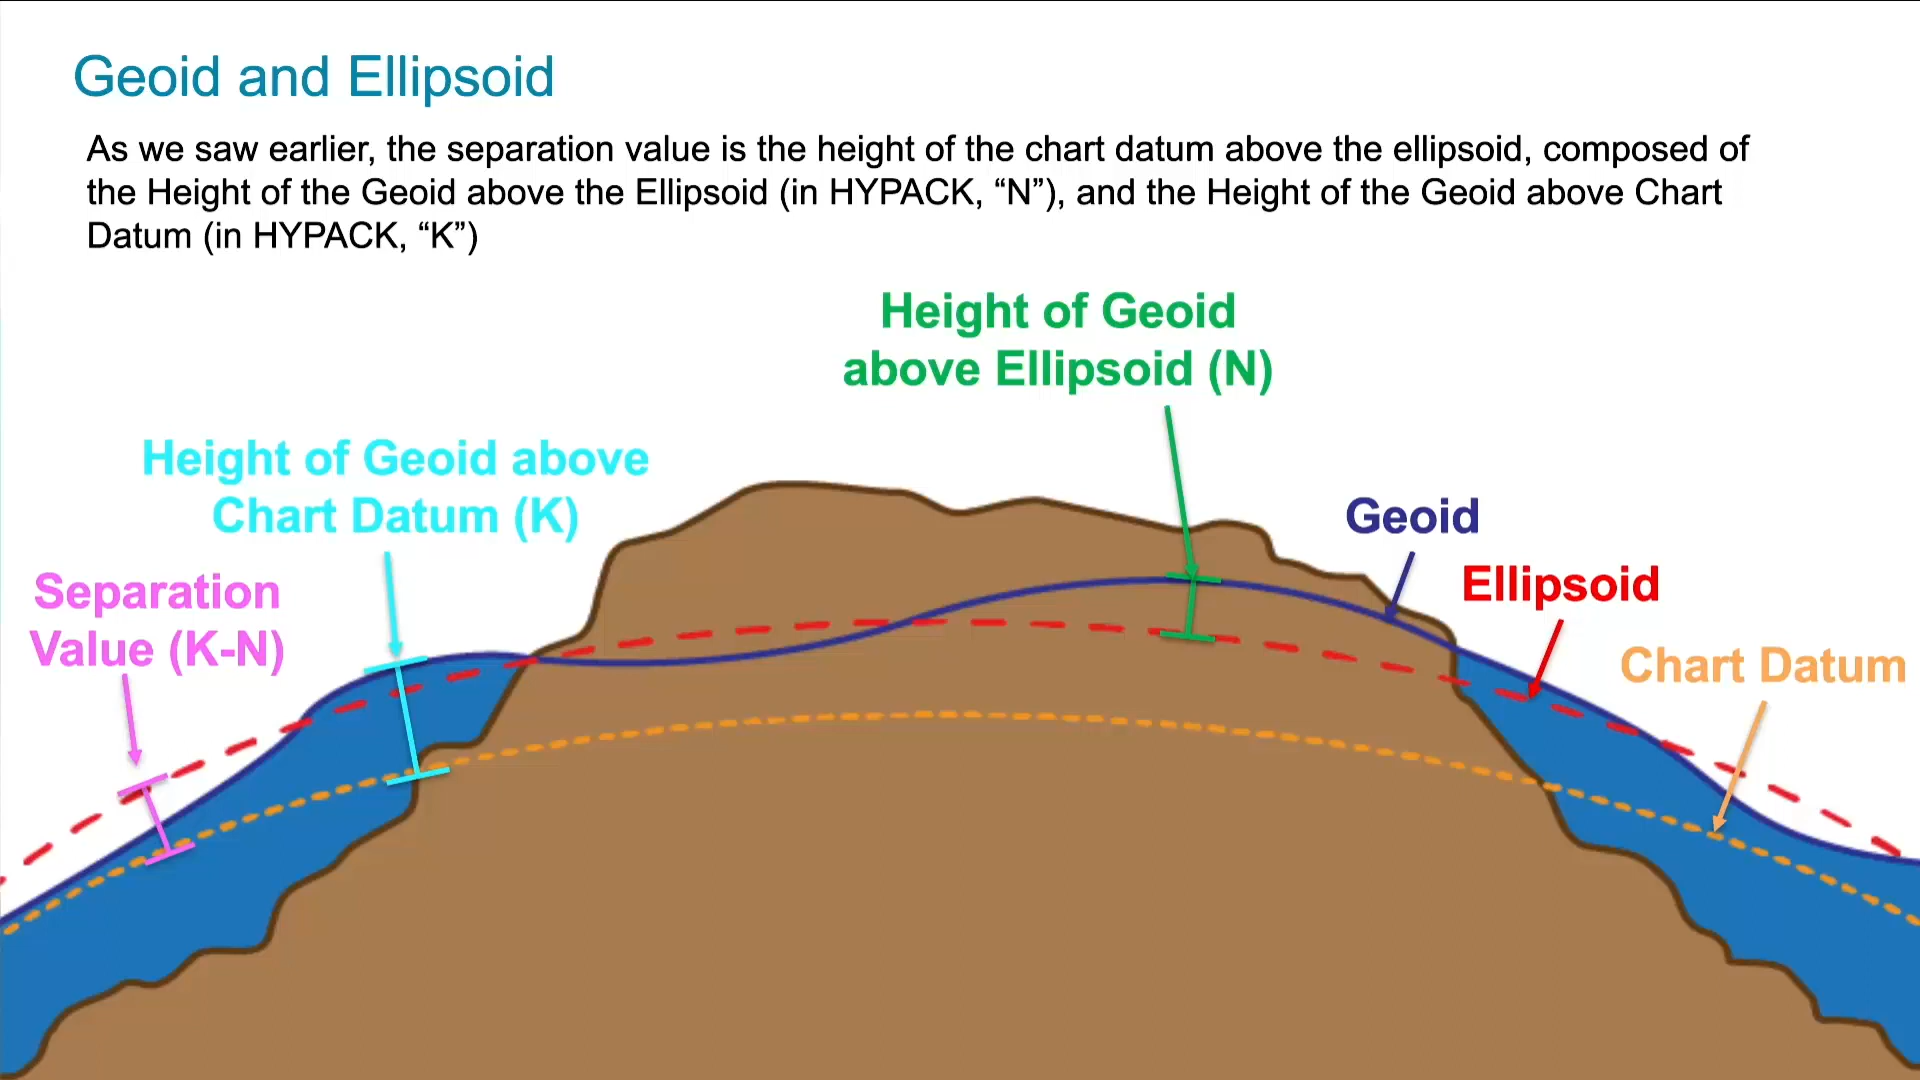 Geoid and Ellipsoid
As we saw earlier, the separation value is the height of the chart datum above the ellipsoid, composed of
the Height of the Geoid above the Ellipsoid (in HYPACK, “N”), and the Height of the Geoid above Chart
Datum (in HYPACK, “K”)
Height of Geoid
above Ellipsoid (N)
Height of Geoid above
Chart Datum (K)
Geoid
Separation
Value (K-N)
Ellipsoid
Chart Datum